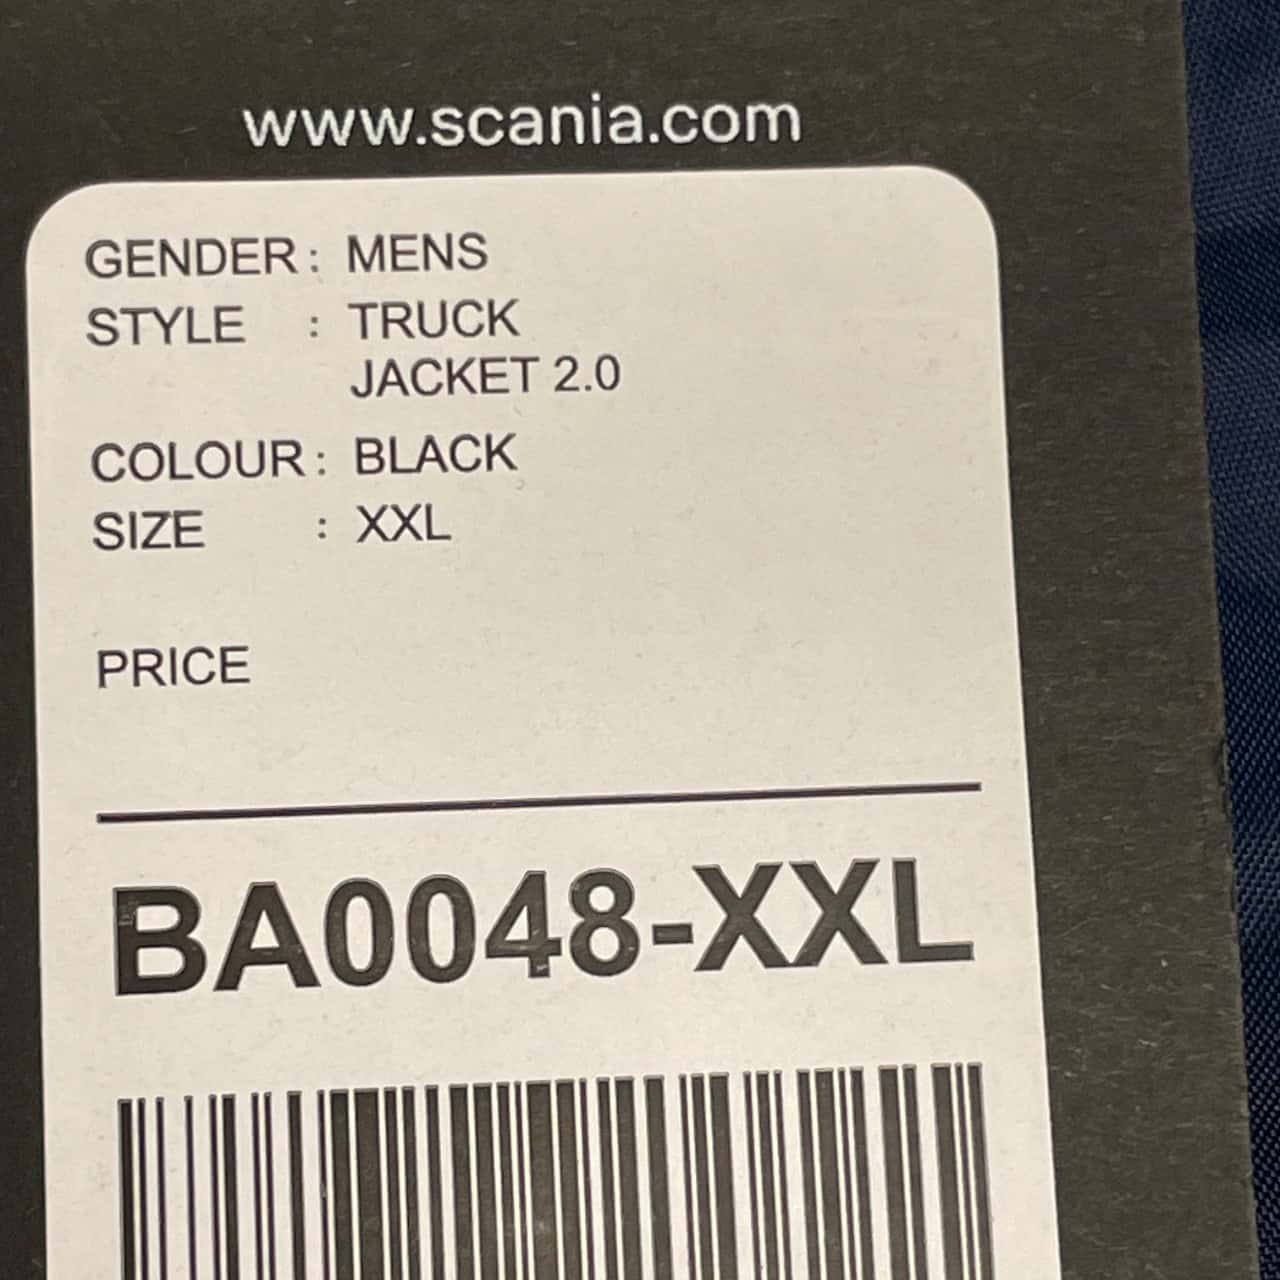 www.scania.com
GENDER : MENS
STYLE : TRUCK
JACKET 2.0
COLOUR : BLACK
SIZE : XXL
PRICE
BA0048-XXL